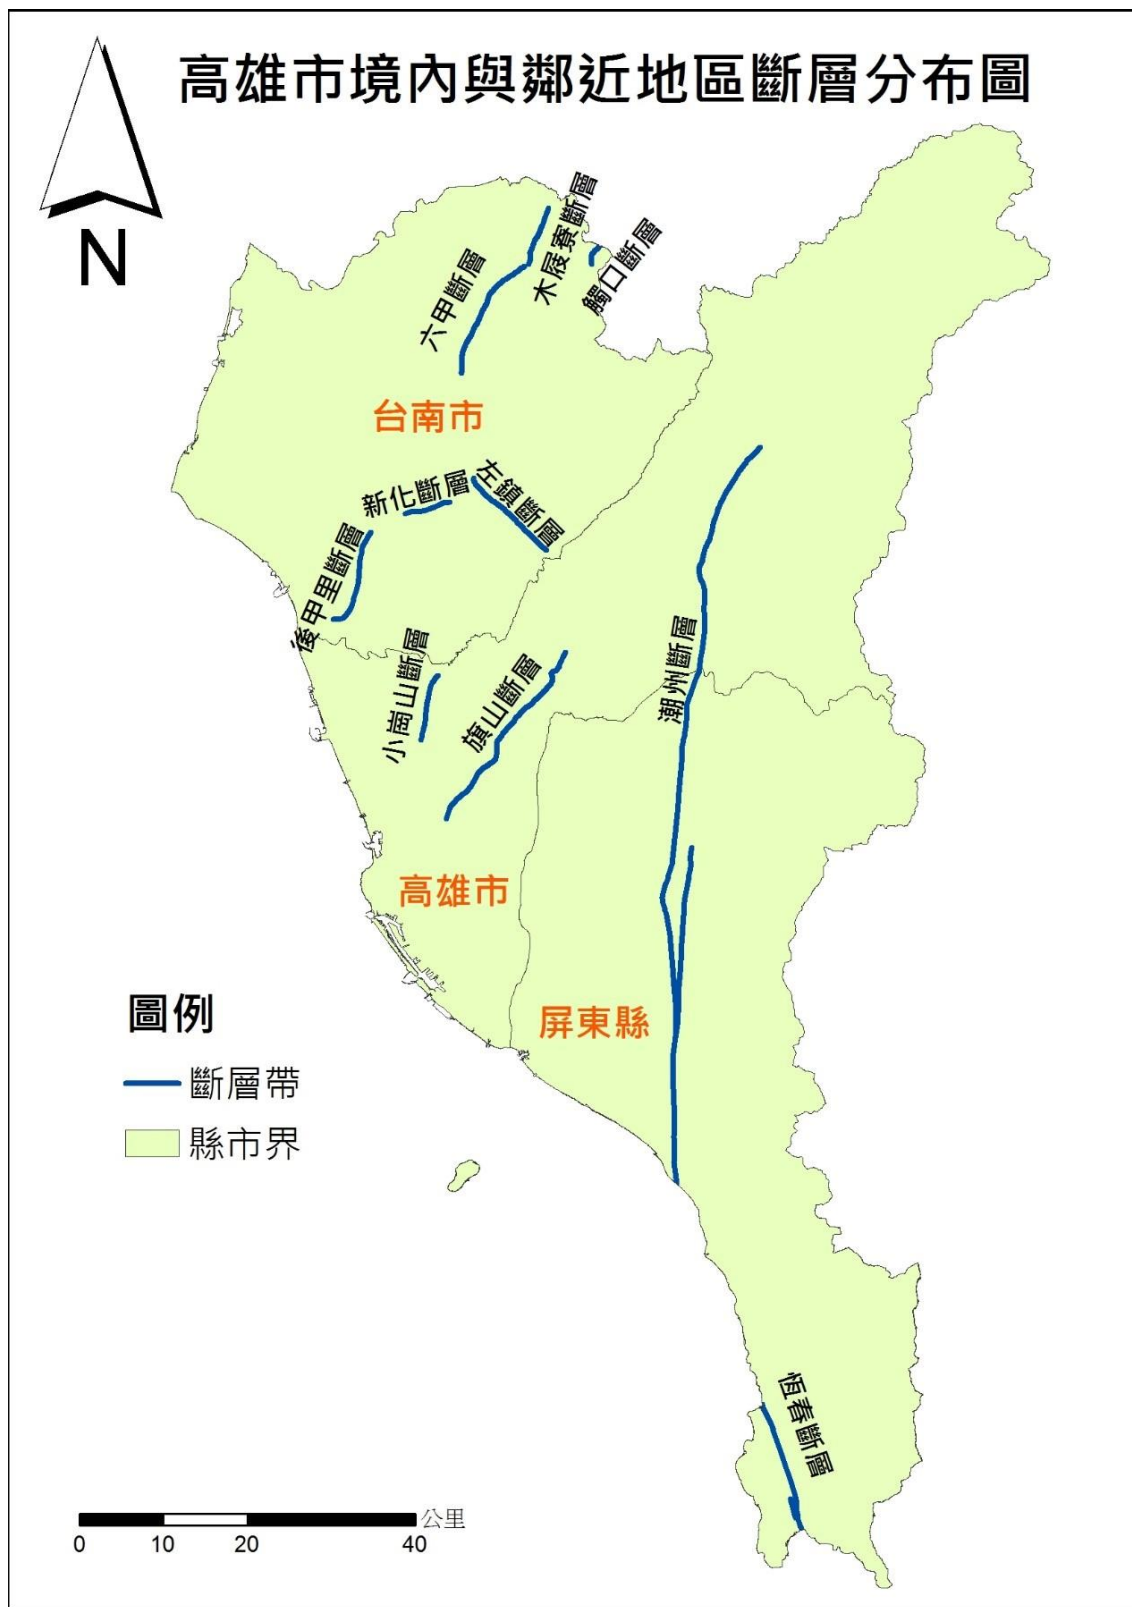 高雄市境內與鄰近地區斷層分布圖
N
木屐寮斷層
觸口斷層
六甲斷層
台南市
新化斷層
左鎮斷層
後甲里斷層
小崗山斷層
旗山斷層
潮州斷層
高雄市
屏東縣
圖例
斷層帶
縣市界
恆春斷層
公里
0 10 20 40